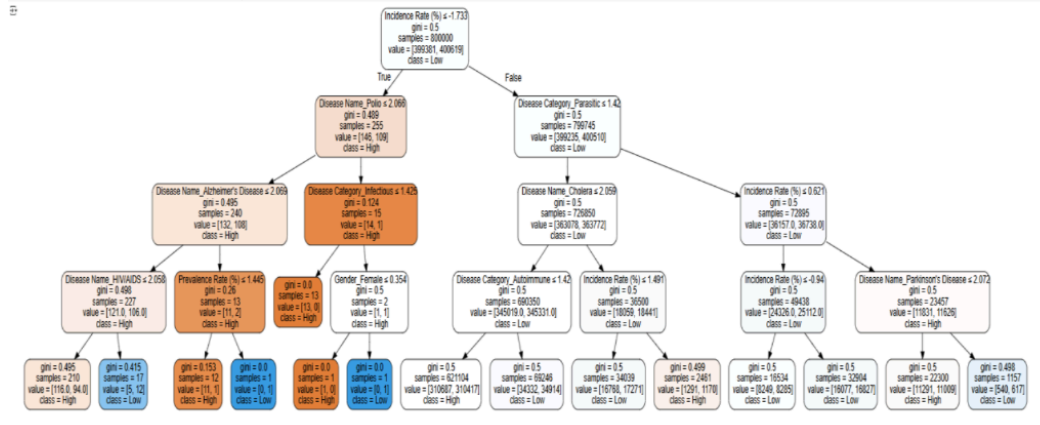 Incidence Rate (%) ≤ -1.733
gini = 0.5
samples = 800000
value = [399381, 400619]
class = Low
True
False
Disease Name_Polio ≤ 2.066
gini = 0.489
samples = 255
value = [146, 109]
class = High
Disease Category_Parasitic ≤ 1.42
gini = 0.5
samples = 799745
value = [399235, 400510]
class = Low
Disease Name_Alzheimer's Disease ≤ 2.069
gini = 0.495
samples = 240
value = [132, 108]
class = High
Disease Category_Infectious ≤ 1.425
gini = 0.124
samples = 15
value = [14, 1]
class = High
Disease Name_Cholera ≤ 2.059
gini = 0.5
samples = 726850
value = [363078, 363772]
class = Low
Incidence Rate (%) ≤ 0.621
gini = 0.5
samples = 72895
value = [36157.0, 36738.0]
class = Low
Disease Name_HIV/AIDS ≤ 2.058
gini = 0.498
samples = 227
value = [121.0, 106.0]
class = High
Prevalence Rate (%) ≤ 1.445
gini = 0.26
samples = 13
value = [11, 2]
class = High
gini = 0.0
samples = 13
value = [13, 0]
class = High
Gender_Female ≤ 0.354
gini = 0.5
samples = 2
value = [1, 1]
class = High
Disease Category_Autoimmune ≤ 1.42
gini = 0.5
samples = 690350
value = [345019.0, 345331.0]
class = Low
Incidence Rate (%) ≤ 1.491
gini = 0.5
samples = 36500
value = [18059, 18441]
class = Low
Incidence Rate (%) ≤ -0.94
gini = 0.5
samples = 49438
value = [24326.0, 25112.0]
class = Low
Disease Name_Parkinson's Disease ≤ 2.072
gini = 0.5
samples = 23457
value = [11831, 11626]
class = High
gini = 0.495
samples = 210
value = [116.0, 94.0]
class = High
gini = 0.415
samples = 17
value = [5, 12]
class = Low
gini = 0.153
samples = 12
value = [11, 1]
class = High
gini = 0.0
samples = 1
value = [0, 1]
class = Low
gini = 0.0
samples = 1
value = [1, 0]
class = High
gini = 0.0
samples = 1
value = [0, 1]
class = Low
gini = 0.5
samples = 621104
value = [310687, 310417]
class = High
gini = 0.5
samples = 69246
value = [34332, 34914]
class = Low
gini = 0.5
samples = 34039
value = [16768, 17271]
class = Low
gini = 0.499
samples = 2461
value = [1291, 1170]
class = High
gini = 0.5
samples = 16534
value = [8249, 8285]
class = Low
gini = 0.5
samples = 32904
value = [16077, 16827]
class = Low
gini = 0.5
samples = 22300
value = [11291, 11009]
class = High
gini = 0.498
samples = 1157
value = [540, 617]
class = Low